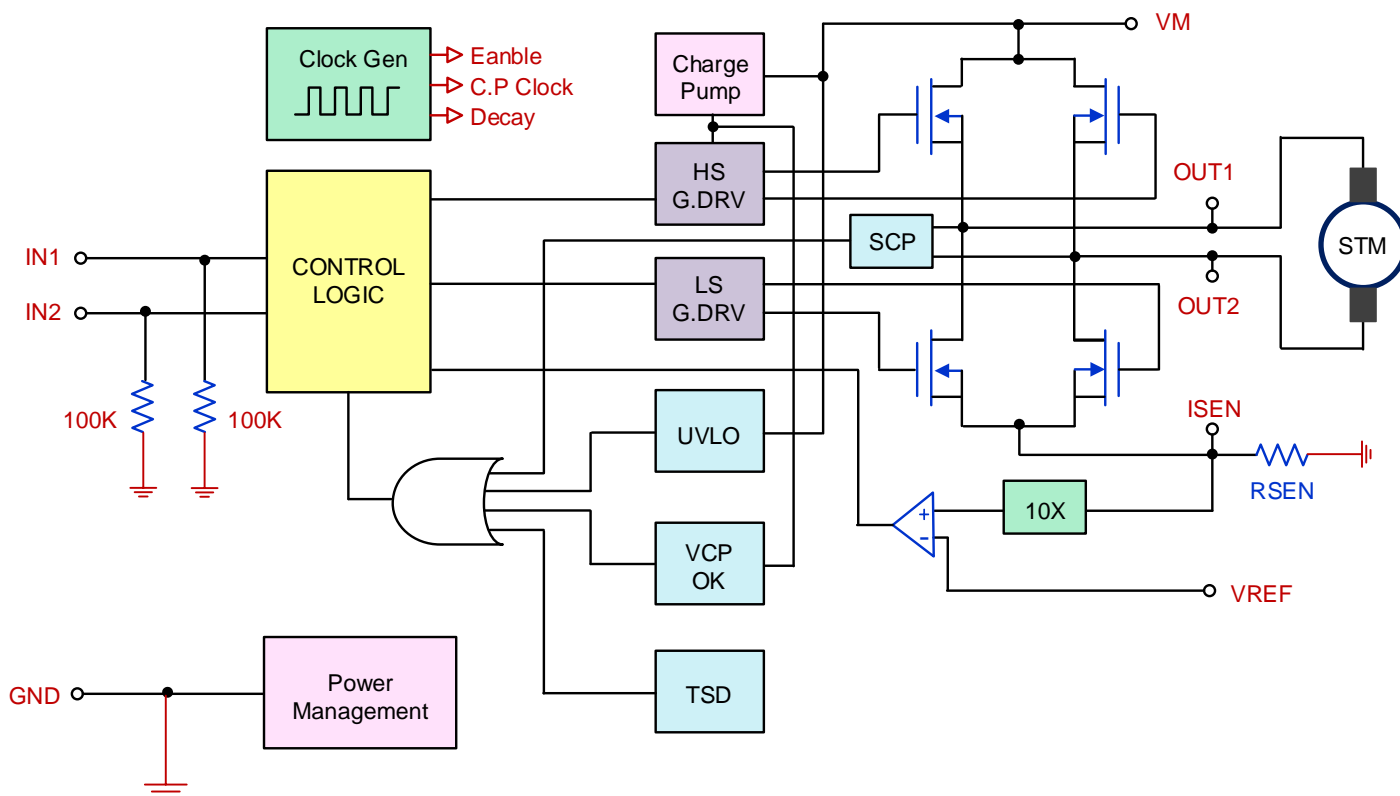 Clock Gen
Eanble
C.P Clock
Decay
Charge
Pump
VM
HS
G.DRV
OUT1
SCP
STM
IN1
IN2
CONTROL
LOGIC
LS
G.DRV
OUT2
100K
100K
UVLO
ISEN
RSEN
10X
+
-
VCP
OK
VREF
GND
Power
Management
TSD